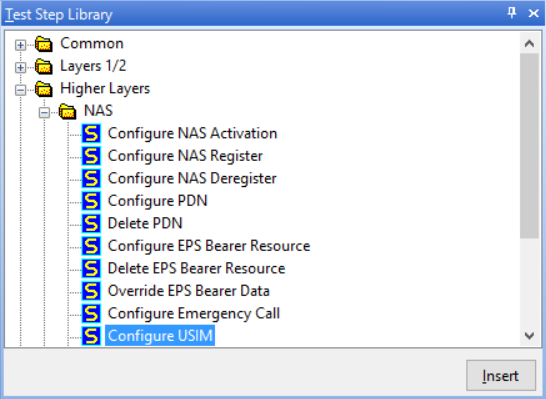 Test Step Library
Common
Layers 1/2
Higher Layers
NAS
S Configure NAS Activation
S Configure NAS Register
S Configure NAS Deregister
S Configure PDN
S Delete PDN
S Configure EPS Bearer Resource
S Delete EPS Bearer Resource
S Override EPS Bearer Data
S Configure Emergency Call
S Configure USIM
Insert